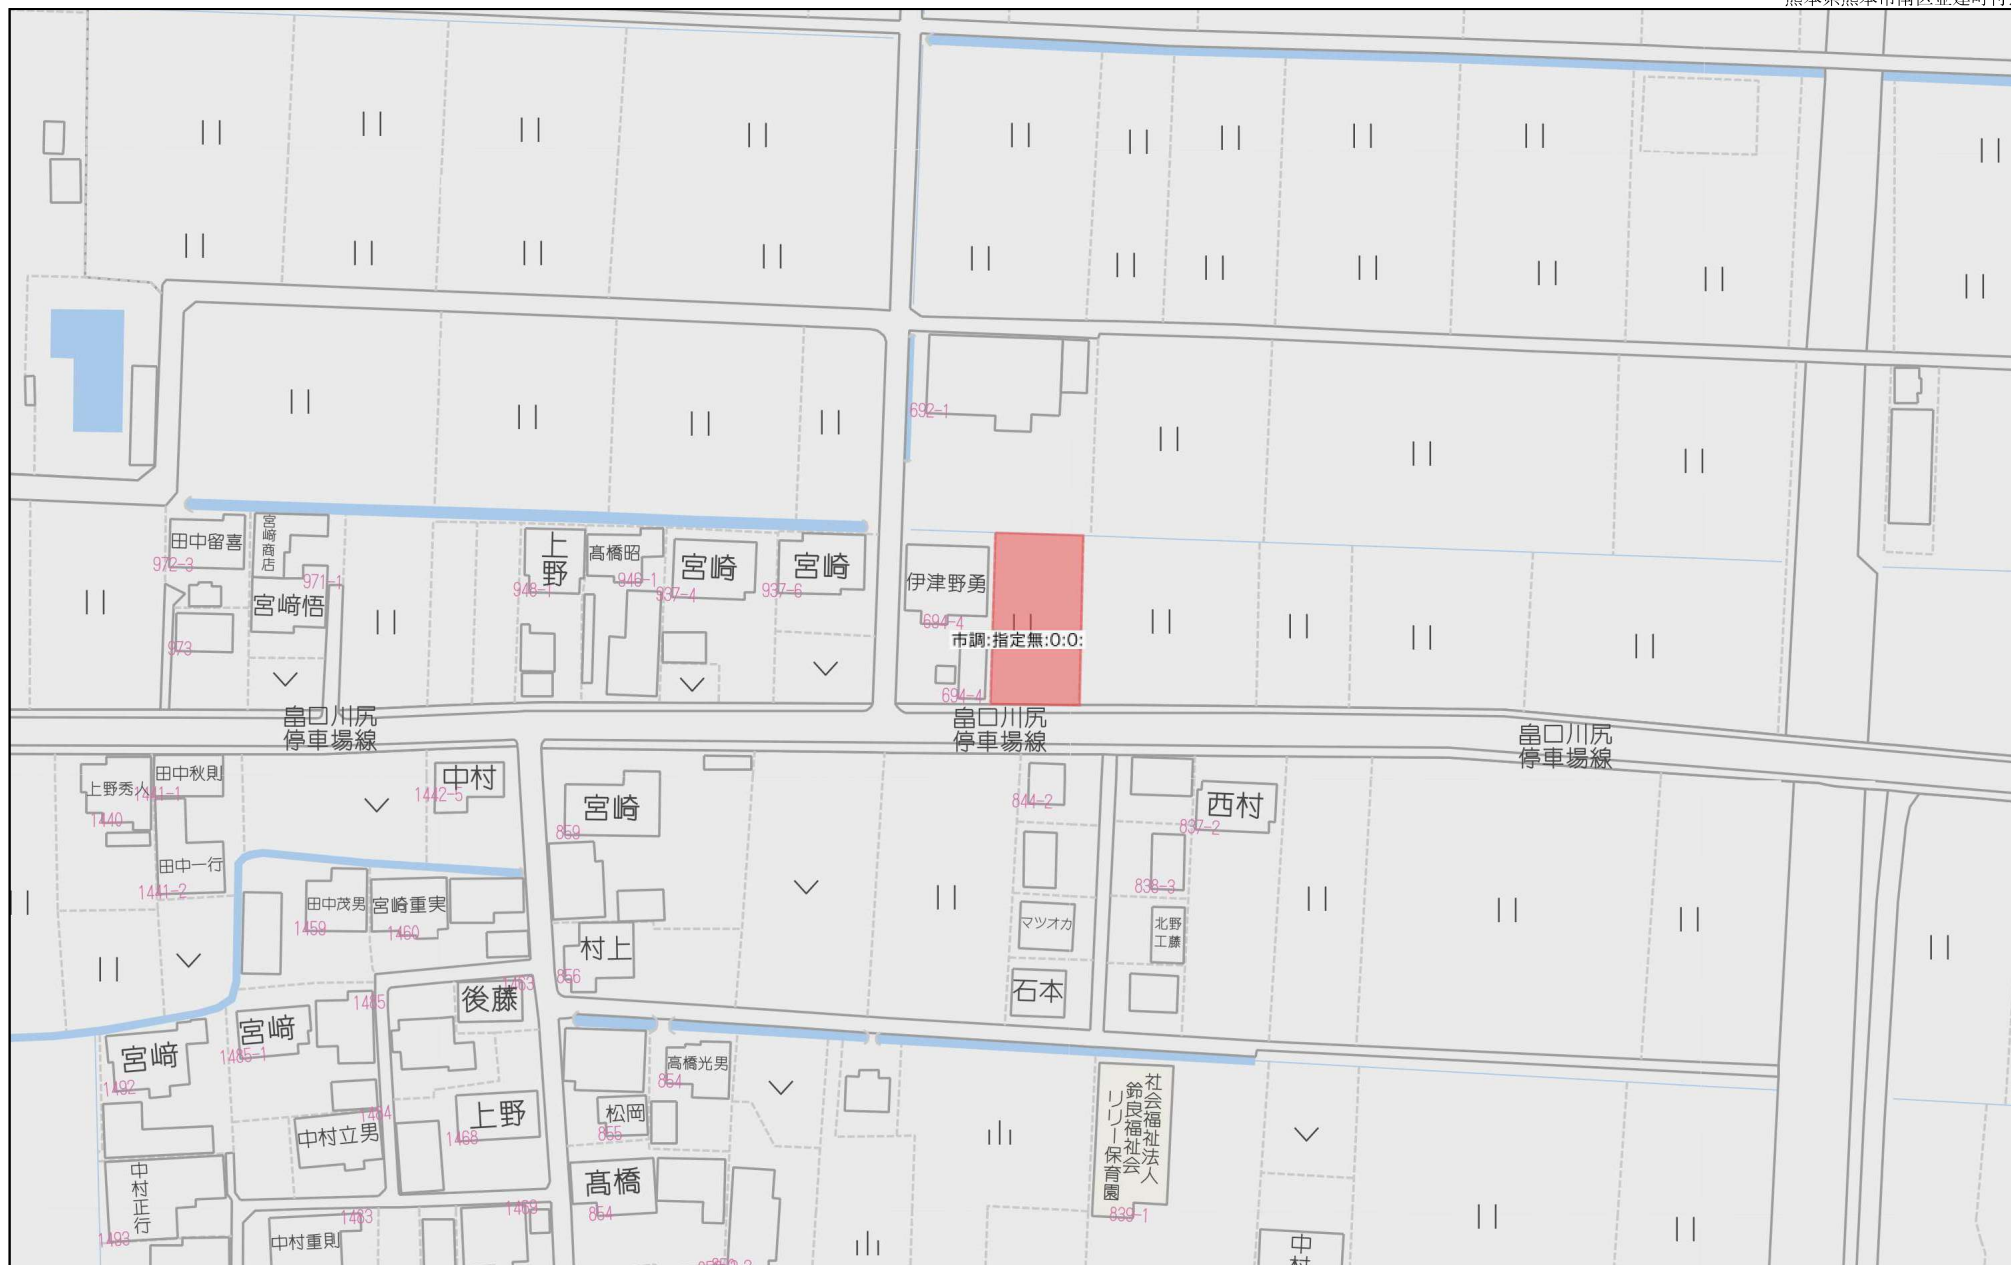 692-1
田中留喜
972-3
宮﨑商店
971-1
宮﨑悟
973
上野
948-1
髙橋昭
946-1
宮崎
937-4
宮崎
937-6
伊津野勇
694-4
市調:指定無:0:0:
694-4
畠口川尻
停車場線
畠口川尻
停車場線
畠口川尻
停車場線
上野秀人
1440
田中秋則
1441-1
田中一行
1441-2
中村
1442-5
宮崎
859
844-2
西村
837-2
838-3
田中茂男
1459
宮崎重実
1460
村上
856
マツオカ
北野
工藤
石本
後藤
1463
1485
宮﨑
1485-1
宮﨑
1492
高橋光男
854
松岡
855
上野
1468
1484
中村立男
中村正行
1493
髙橋
854
社会福祉法人
鈴良福祉会
リリー保育園
839-1
1483
中村重則
1469
中村